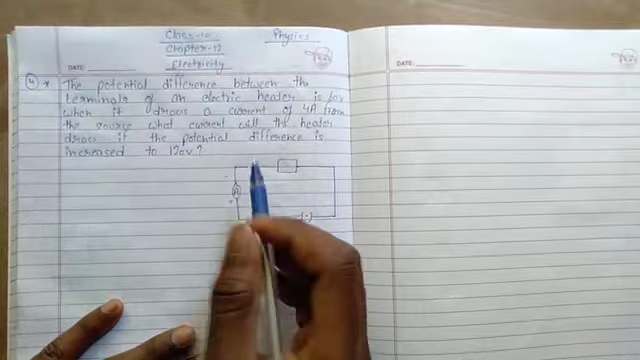 Class-10
Physics
Chapter-12
Electricity
DATE:
DATE:
4 * The potential difference between the
terminals of an electric heater is 60v
when it draws a current of 4A from
the source what current will the heater
draw if the potential difference is
increased to 120v?
-
A
+